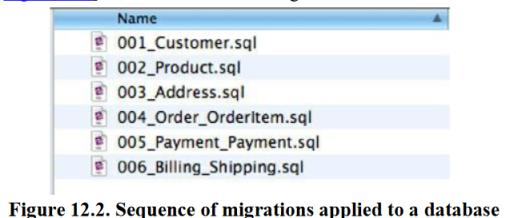 Name
001_Customer.sql
002_Product.sql
003_Address.sql
004_Order_OrderItem.sql
005_Payment_Payment.sql
006_Billing_Shipping.sql
Figure 12.2. Sequence of migrations applied to a database